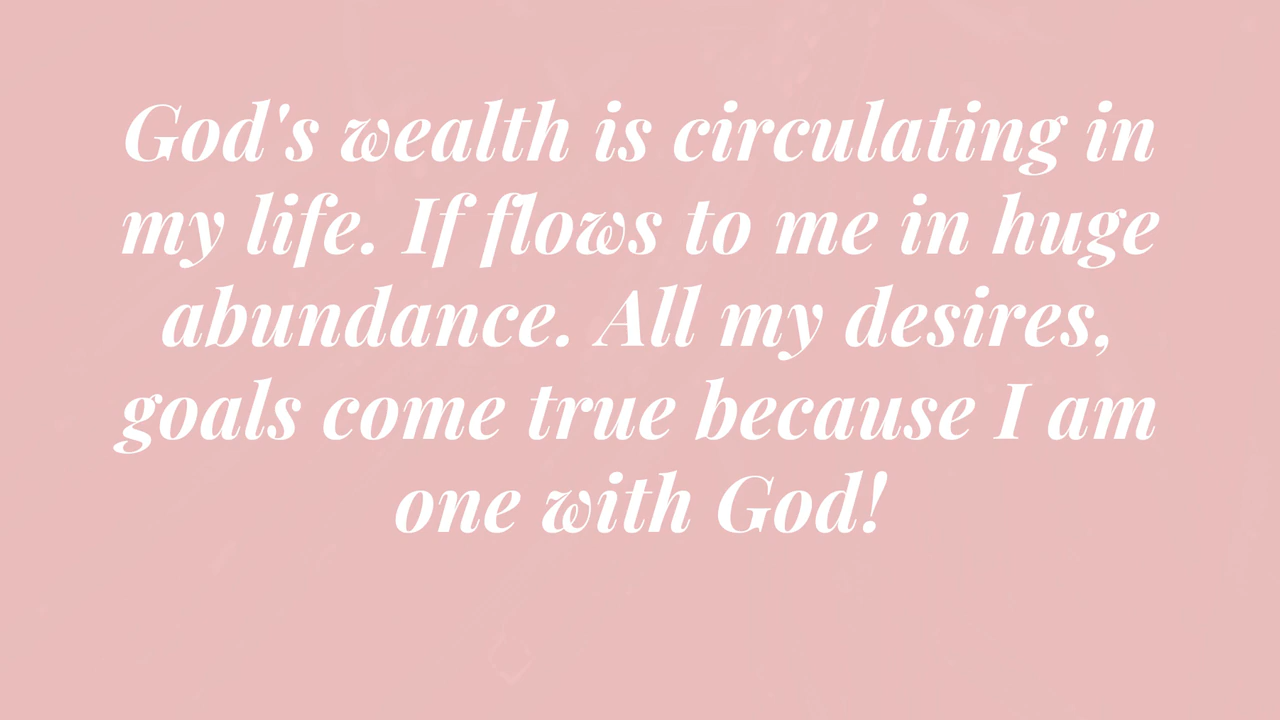 God's wealth is circulating in
my life. If flows to me in huge
abundance. All my desires,
goals come true because I am
one with God!